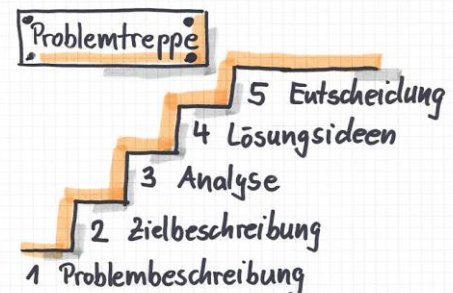 Problemtreppe
5 Entscheidung
4 Lösungsideen
3 Analyse
2 Zielbeschreibung
1 Problembeschreibung